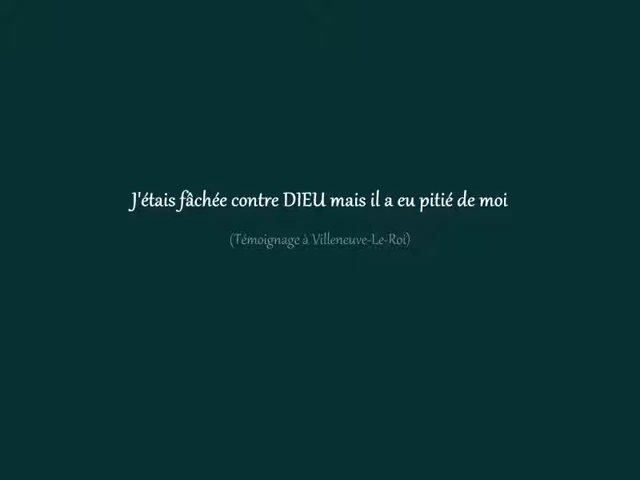 J'étais fâchée contre DIEU mais il a eu pitié de moi
(Témoignage à Villeneuve-Le-Roi)